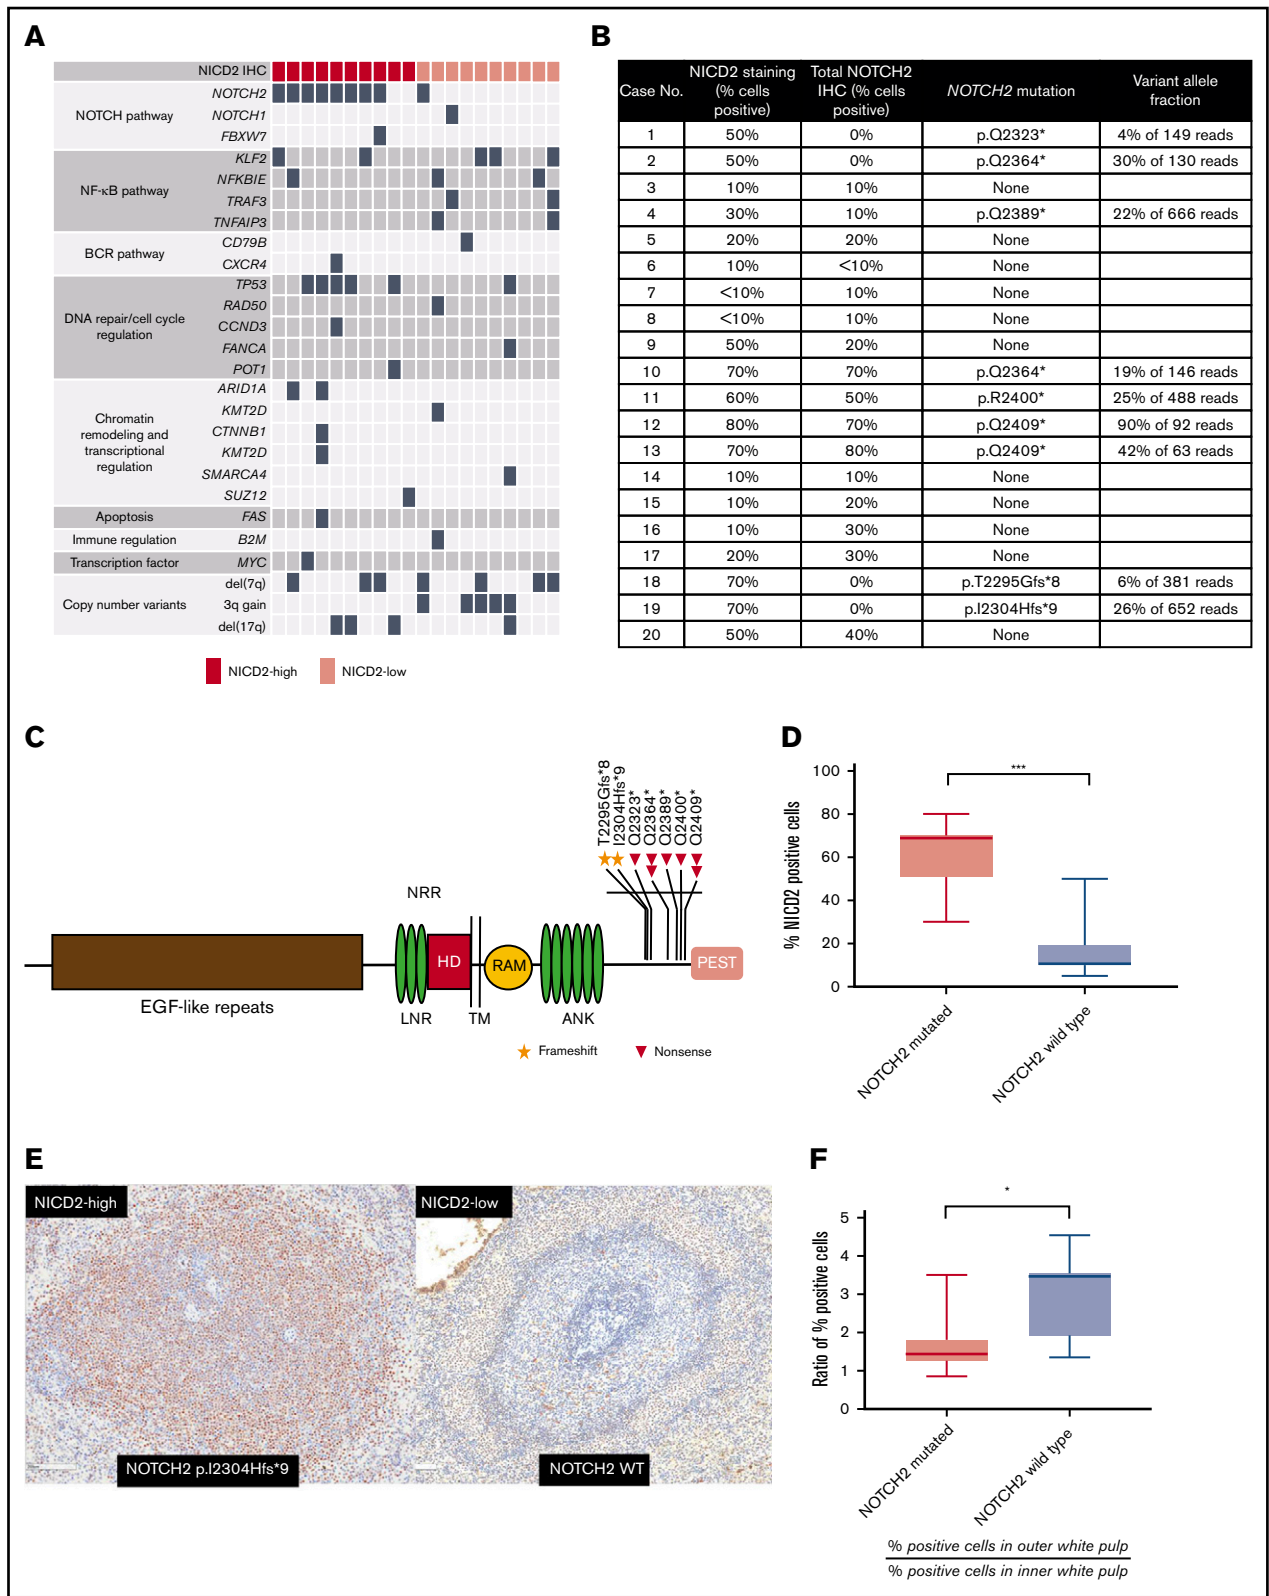 A
NICD2 IHC
NOTCH pathway
NOTCH2
NOTCH1
FBXW7
NF-κB pathway
KLF2
NFKBIE
TRAF3
TNFAIP3
BCR pathway
CD79B
CXCR4
DNA repair/cell cycle
regulation
TP53
RAD50
CCND3
FANCA
POT1
Chromatin
remodeling and
transcriptional
regulation
ARID1A
KMT2D
CTNNB1
KMT2D
SMARCA4
SUZ12
Apoptosis FAS
Immune regulation B2M
Transcription factor MYC
Copy number variants
del(7q)
3q gain
del(17q)
NICD2-high NICD2-low
B
Case No. NICD2 staining (% cells positive) Total NOTCH2 IHC (% cells positive) NOTCH2 mutation Variant allele fraction
1 50% 0% p.Q2323* 4% of 149 reads
2 50% 0% p.Q2364* 30% of 130 reads
3 10% 10% None
4 30% 10% p.Q2389* 22% of 666 reads
5 20% 20% None
6 10% <10% None
7 <10% 10% None
8 <10% 10% None
9 50% 20% None
10 70% 70% p.Q2364* 19% of 146 reads
11 60% 50% p.R2400* 25% of 488 reads
12 80% 70% p.Q2409* 90% of 92 reads
13 70% 80% p.Q2409* 42% of 63 reads
14 10% 10% None
15 10% 20% None
16 10% 30% None
17 20% 30% None
18 70% 0% p.T2295Gfs*8 6% of 381 reads
19 70% 0% p.I2304Hfs*9 26% of 652 reads
20 50% 40% None
C
T2295Gfs*8
I2304Hfs*9
Q2323*
Q2364*
Q2389*
Q2400*
Q2409*
NRR
HD
RAM
PEST
EGF-like repeats
LNR
TM
ANK
Frameshift
Nonsense
D
% NICD2 positive cells
100
80
60
40
20
0
***
NOTCH2 mutated
NOTCH2 wild type
E
NICD2-high
NOTCH2 p.I2304Hfs*9
NICD2-low
NOTCH2 WT
F
Ratio of % positive cells
5
4
3
2
1
0
*
NOTCH2 mutated
NOTCH2 wild type
% positive cells in outer white pulp
% positive cells in inner white pulp